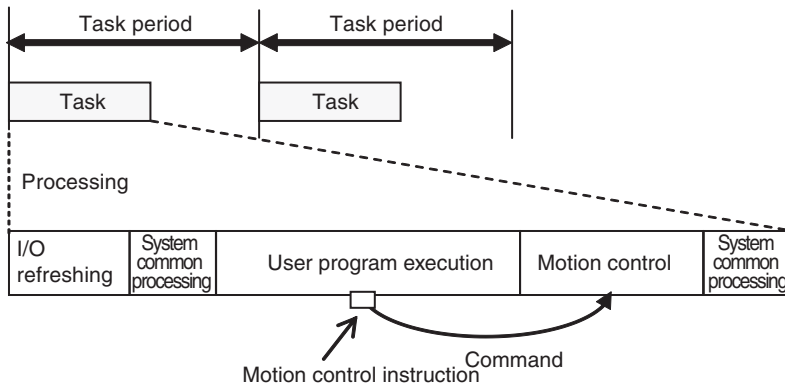 Task period
Task period
Task
Task
Processing
I/O
refreshing
System
common
processing
User program execution
Motion control
System
common
processing
Command
Motion control instruction